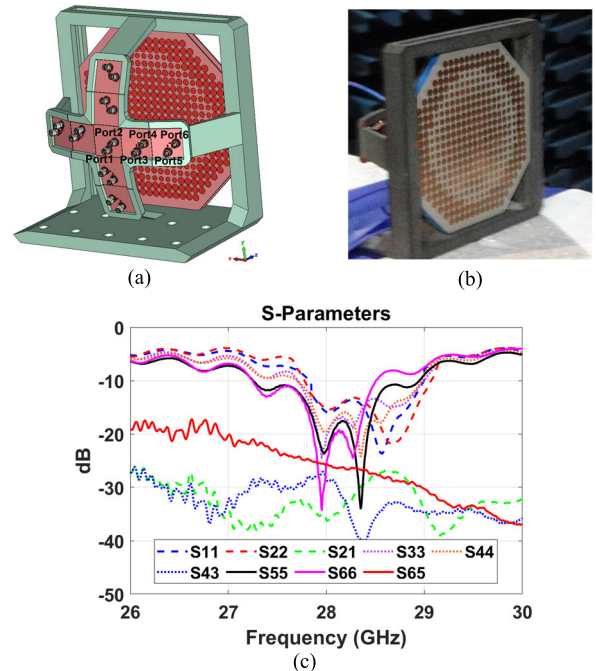 Port2 Port4 Port6
Port1 Port3 Port5
y
x
z
(a)
(b)
S-Parameters
0
-10
-20
-30
-40
-50
dB
S11 S22 S21 S33 S44
S43 S55 S66 S65
26 27 28 29 30
Frequency (GHz)
(c)